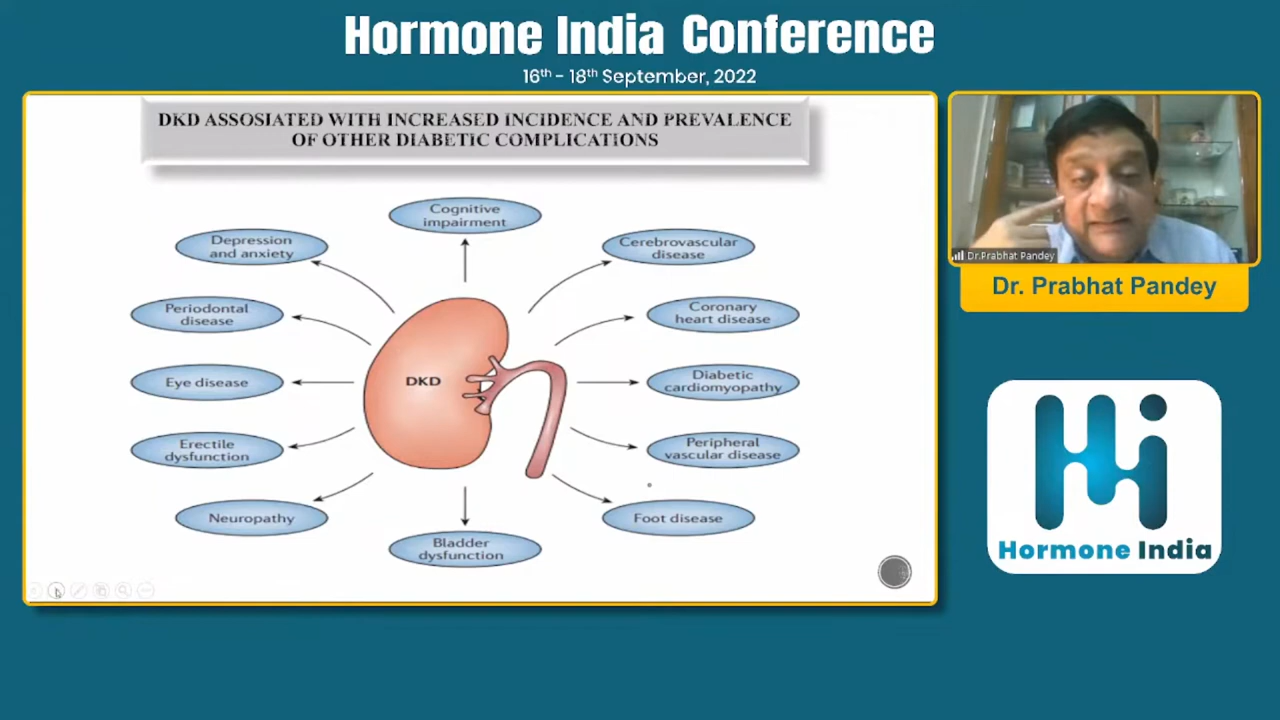 Hormone India Conference
16th - 18th September, 2022
DKD ASSOSIATED WITH INCREASED INCIDENCE AND PREVALENCE
OF OTHER DIABETIC COMPLICATIONS
Cognitive
impairment
Depression
and anxiety
Cerebrovascular
disease
Periodontal
disease
Coronary
heart disease
Eye disease
DKD
Diabetic
cardiomyopathy
Erectile
dysfunction
Peripheral
vascular disease
Neuropathy
Foot disease
Bladder
dysfunction
Dr.Prabhat Pandey
Dr. Prabhat Pandey
Hormone India